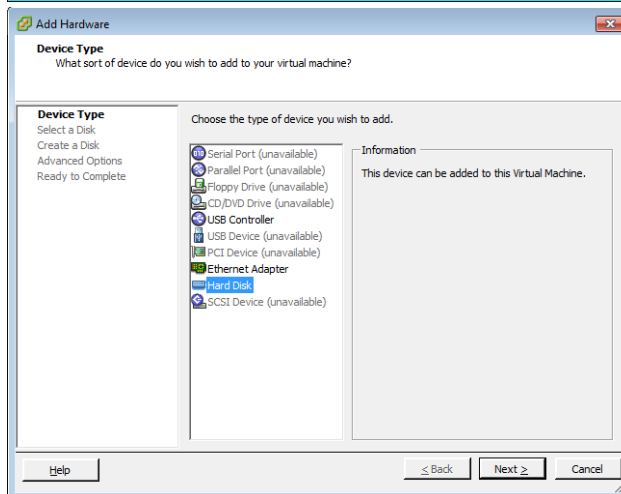 Add Hardware
Device Type
What sort of device do you wish to add to your virtual machine?
Device Type
Select a Disk
Create a Disk
Advanced Options
Ready to Complete
Choose the type of device you wish to add.
Serial Port (unavailable)
Parallel Port (unavailable)
Floppy Drive (unavailable)
CD/DVD Drive (unavailable)
USB Controller
USB Device (unavailable)
PCI Device (unavailable)
Ethernet Adapter
Hard Disk
SCSI Device (unavailable)
Information
This device can be added to this Virtual Machine.
Help
< Back
Next >
Cancel